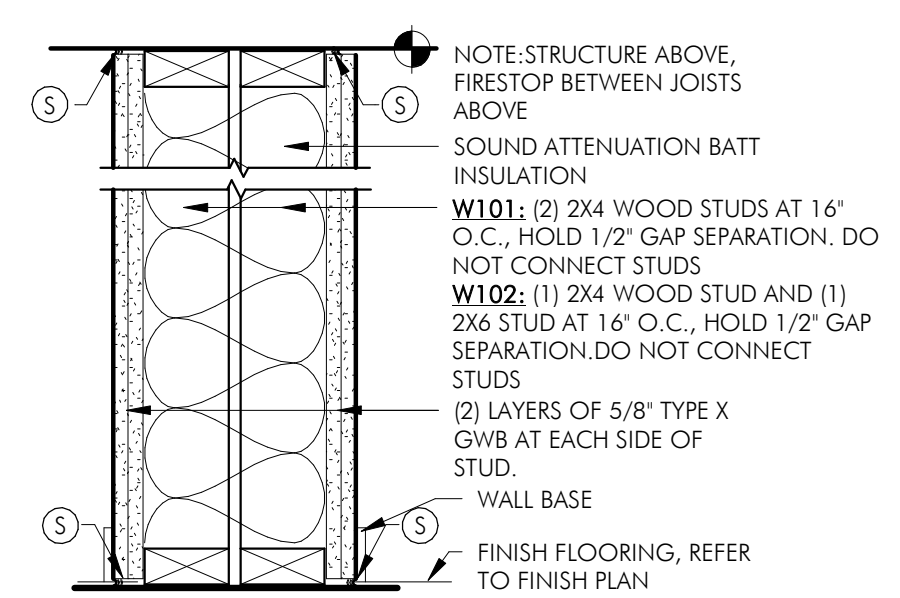 NOTE:STRUCTURE ABOVE,
FIRESTOP BETWEEN JOISTS
ABOVE
S
S
SOUND ATTENUATION BATT
INSULATION
W101: (2) 2X4 WOOD STUDS AT 16"
O.C., HOLD 1/2" GAP SEPARATION. DO
NOT CONNECT STUDS
W102: (1) 2X4 WOOD STUD AND (1)
2X6 STUD AT 16" O.C., HOLD 1/2" GAP
SEPARATION.DO NOT CONNECT
STUDS
(2) LAYERS OF 5/8" TYPE X
GWB AT EACH SIDE OF
STUD.
WALL BASE
S
S
FINISH FLOORING, REFER
TO FINISH PLAN